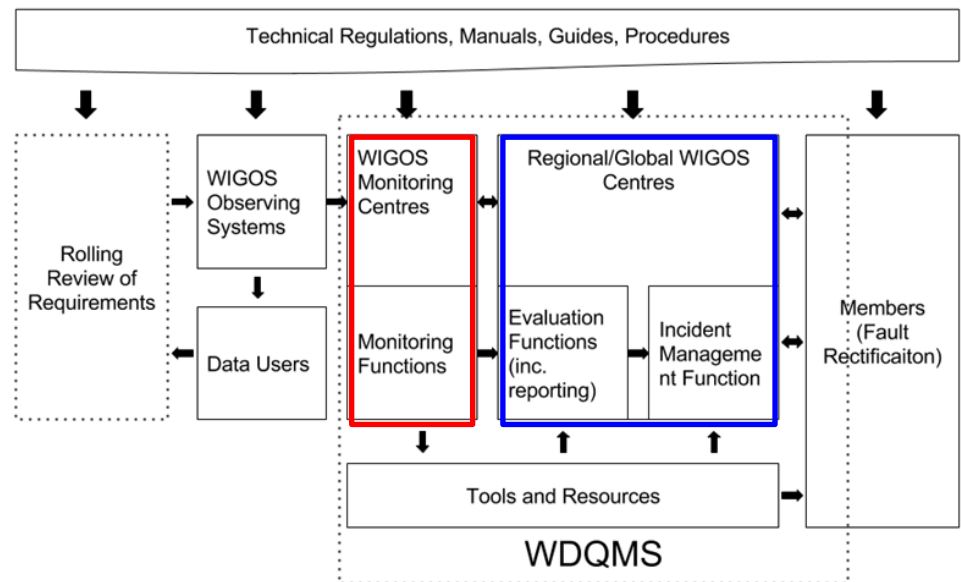 Technical Regulations, Manuals, Guides, Procedures
Rolling
Review of
Requirements
WIGOS
Observing
Systems
Data Users
WIGOS
Monitoring
Centres
Monitoring
Functions
Regional/Global WIGOS
Centres
Evaluation
Functions
(inc.
reporting)
Incident
Manageme
nt Function
Members
(Fault
Rectificaiton)
Tools and Resources
WDQMS